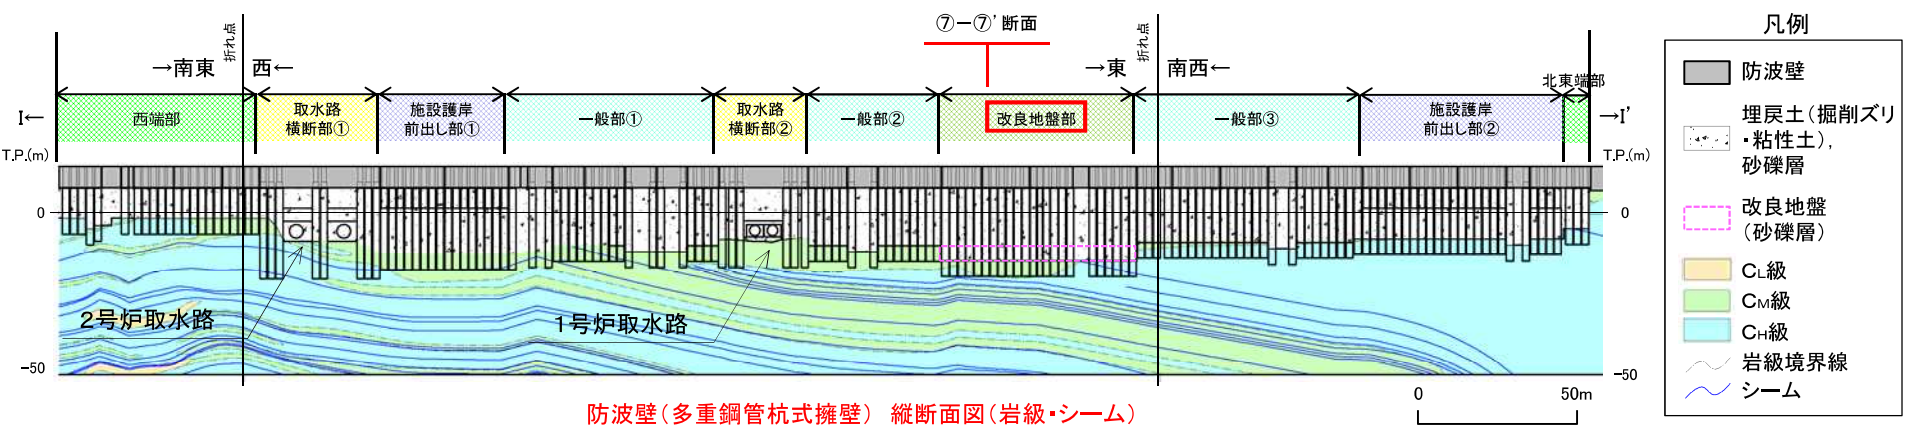 ⑦－⑦’断面
折れ点
折れ点
→南東
西←
→東
南西←
北東端部
I←
西端部
取水路
横断部①
施設護岸
前出し部①
一般部①
取水路
横断部②
一般部②
改良地盤部
一般部③
施設護岸
前出し部②
→I’
T.P.(m)
T.P.(m)
0
0
2号炉取水路
1号炉取水路
-50
-50
防波壁（多重鋼管杭式擁壁） 縦断面図（岩級・シーム）
0
50m
凡例
防波壁
埋戻土（掘削ズリ
・粘性土），
砂礫層
改良地盤
（砂礫層）
CL級
CM級
CH級
岩級境界線
シーム